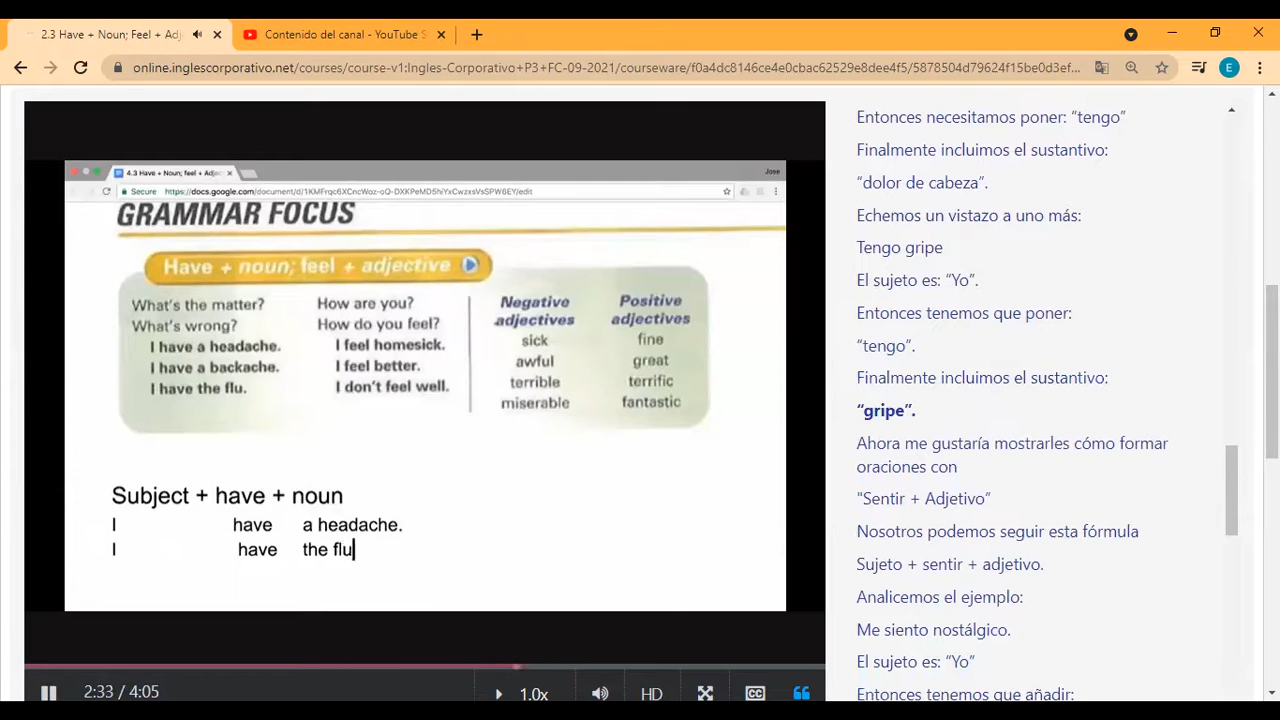 2.3 Have + Noun; Feel + Adj
Contenido del canal - YouTube S
online.inglescorporativo.net/courses/course-v1:Ingles-Corporativo+P3+FC-09-2021/courseware/f0a4dc8146ce4e0cbac62529e8dee4f5/5878504d79624f15be0d3ef...
E
4.3 Have + Noun; feel + Adjec
Jose
Secure
https://docs.google.com/document/d/1KMFrqc6XCncWoz-oQ-DXKPeMD5hiYxCwzxsVsSPW6EY/edit
GRAMMAR FOCUS
Have + noun; feel + adjective
What's the matter?
What's wrong?
I have a headache.
I have a backache.
I have the flu.
How are you?
How do you feel?
I feel homesick.
I feel better.
I don't feel well.
Negative
adjectives
sick
awful
terrible
miserable
Positive
adjectives
fine
great
terrific
fantastic
Subject + have + noun
I have a headache.
I have the flu
2:33 / 4:05
1.0x
HD
CC
Entonces necesitamos poner: "tengo"
Finalmente incluimos el sustantivo:
"dolor de cabeza".
Echemos un vistazo a uno más:
Tengo gripe
El sujeto es: "Yo".
Entonces tenemos que poner:
"tengo".
Finalmente incluimos el sustantivo:
"gripe".
Ahora me gustaría mostrarles cómo formar
oraciones con
"Sentir + Adjetivo"
Nosotros podemos seguir esta fórmula
Sujeto + sentir + adjetivo.
Analicemos el ejemplo:
Me siento nostálgico.
El sujeto es: "Yo"
Entonces tenemos que añadir: